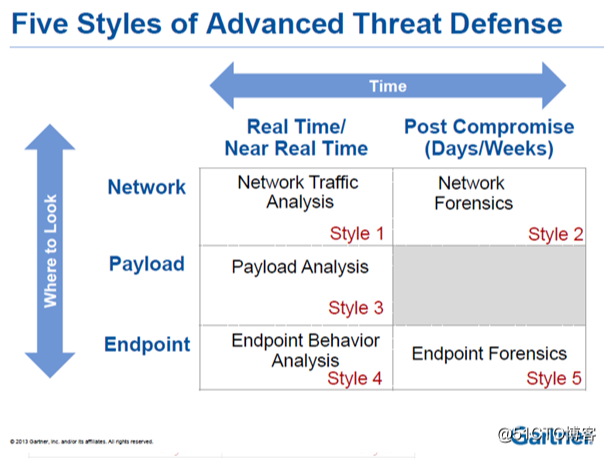 Five Styles of Advanced Threat Defense
Time
Real Time/
Near Real Time
Post Compromise
(Days/Weeks)
Where to Look
Network
Network Traffic
Analysis
Style 1
Network
Forensics
Style 2
Payload
Payload Analysis
Style 3
Endpoint
Endpoint Behavior
Analysis
Style 4
Endpoint Forensics
Style 5
© 2013 Gartner, Inc. and/or its affiliates. All rights reserved.
Gartner
@51CTO博客